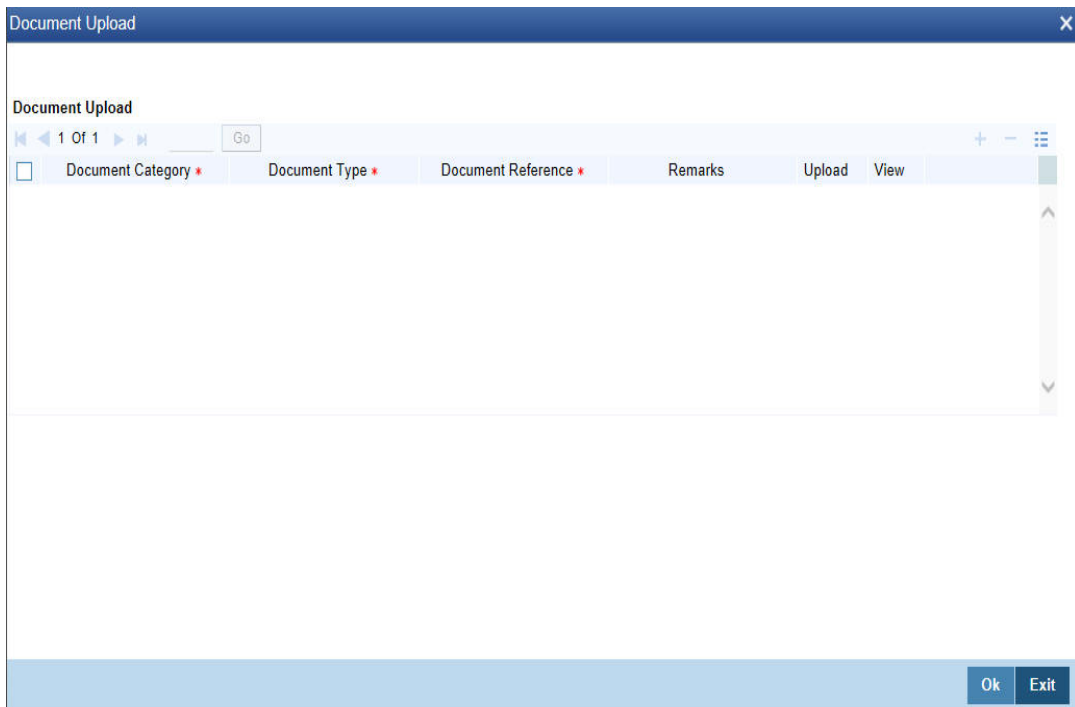 Document Upload
Document Upload
1 Of 1 Go
Document Category * Document Type * Document Reference * Remarks Upload View
Ok Exit